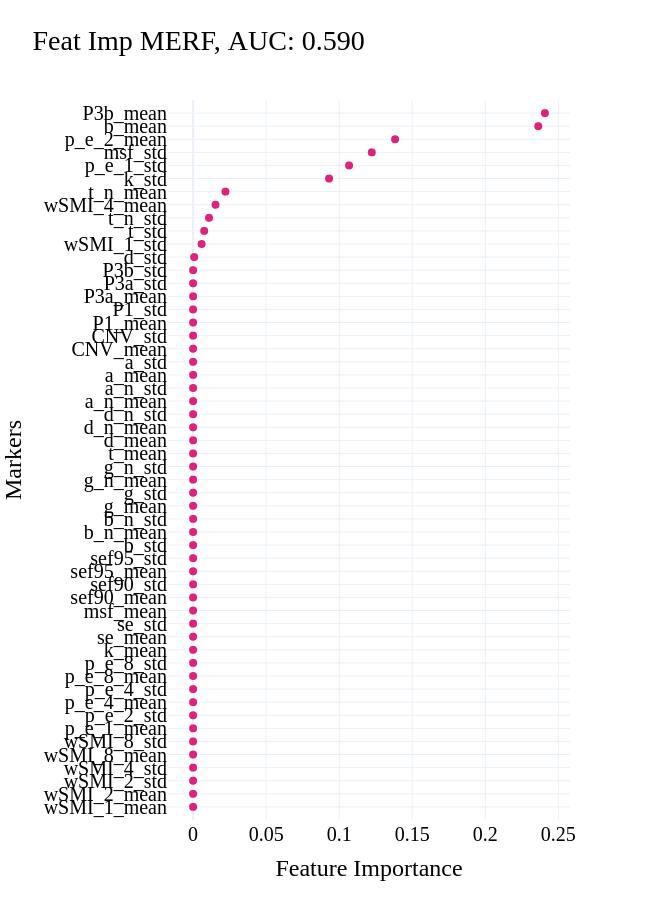 Feat Imp MERF, AUC: 0.590
P3b_mean
b_mean
p_e_2_mean
msf_std
p_e_1_std
k_std
t_n_mean
wSMI_4_mean
t_n_std
t_std
wSMI_1_std
d_std
P3b_std
P3a_std
P3a_mean
P1_std
P1_mean
CNV_std
CNV_mean
a_std
a_mean
a_n_std
a_n_mean
d_n_std
d_n_mean
d_mean
t_mean
g_n_std
g_n_mean
g_std
g_mean
b_n_std
b_n_mean
b_std
sef95_std
sef95_mean
sef90_std
sef90_mean
msf_mean
se_std
se_mean
k_mean
p_e_8_std
p_e_8_mean
p_e_4_std
p_e_4_mean
p_e_2_std
p_e_1_mean
wSMI_8_std
wSMI_8_mean
wSMI_4_std
wSMI_2_std
wSMI_2_mean
wSMI_1_mean
Markers
0 0.05 0.1 0.15 0.2 0.25
Feature Importance